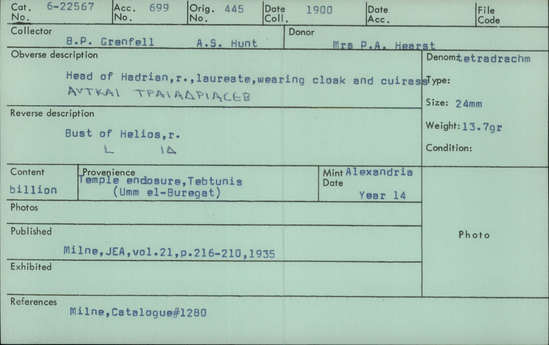 Cat. No. 6-22567 Acc. No. 699 Orig. No. 445 Date Coll. 1900 Date Acc. File Code
Collector Donor
B.P. Grenfell A.S. Hunt Mrs P.A. Hearst
Obverse description
Head of Hadrian,r.,laureate,wearing cloak and cuirass
ΑVΤΚΑΙ ΤΡΑΙΑΔΡΙΑϹΕΒ
Denom: tetradrachm
Type:
Size: 24mm
Weight: 13.7gr
Condition:
Reverse description
Bust of Helios,r.
L ΙΔ
Content
billion
Provenience
Temple endosure,Tebtunis
(Umm el-Buregat)
Mint Alexandria
Date
Year 14
Photos
Photo
Published
Milne,JEA,vol.21,p.216-210,1935
Exhibited
References
Milne,Catalogue#1280